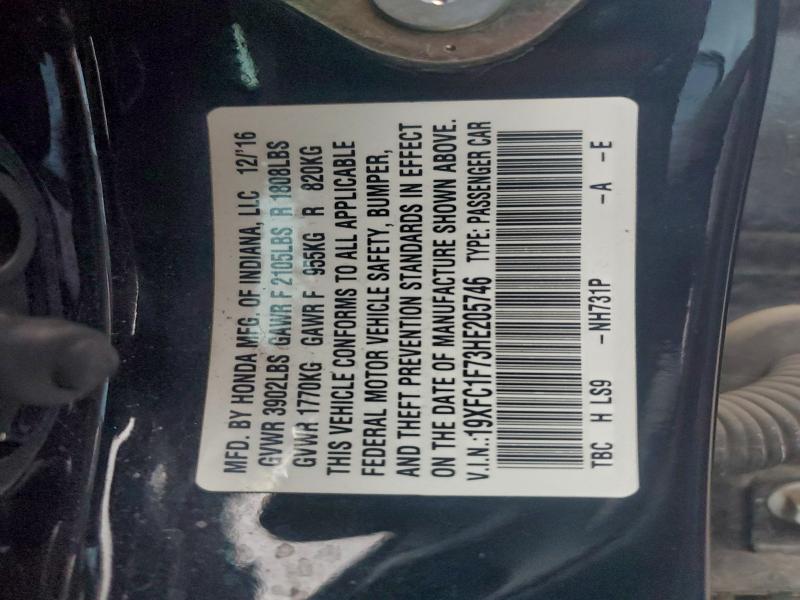 MFD. BY HONDA MFG. OF INDIANA, LLC 12/'16
GVWR 3902LBS GAWR F 2105LBS R 1808LBS
GVWR 1770KG GAWR F 955KG R 820KG
THIS VEHICLE CONFORMS TO ALL APPLICABLE
FEDERAL MOTOR VEHICLE SAFETY, BUMPER,
AND THEFT PREVENTION STANDARDS IN EFFECT
ON THE DATE OF MANUFACTURE SHOWN ABOVE.
V.I.N.:19XFC1F73HE205746 TYPE: PASSENGER CAR
TBC H LS9 -NH731P -A -E